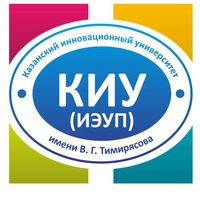 Казанский инновационный университет
КИУ
(ИЭУП)
имени В. Г. Тимирясова